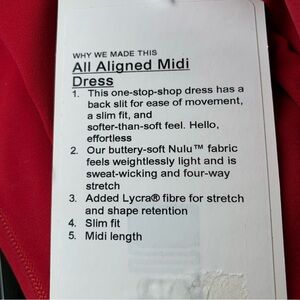 WHY WE MADE THIS
All Aligned Midi
Dress
1. This one-stop-shop dress has a
back slit for ease of movement,
a slim fit, and
softer-than-soft feel. Hello,
effortless
2. Our buttery-soft Nulu™ fabric
feels weightlessly light and is
sweat-wicking and four-way
stretch
3. Added Lycra® fibre for stretch
and shape retention
4. Slim fit
5. Midi length